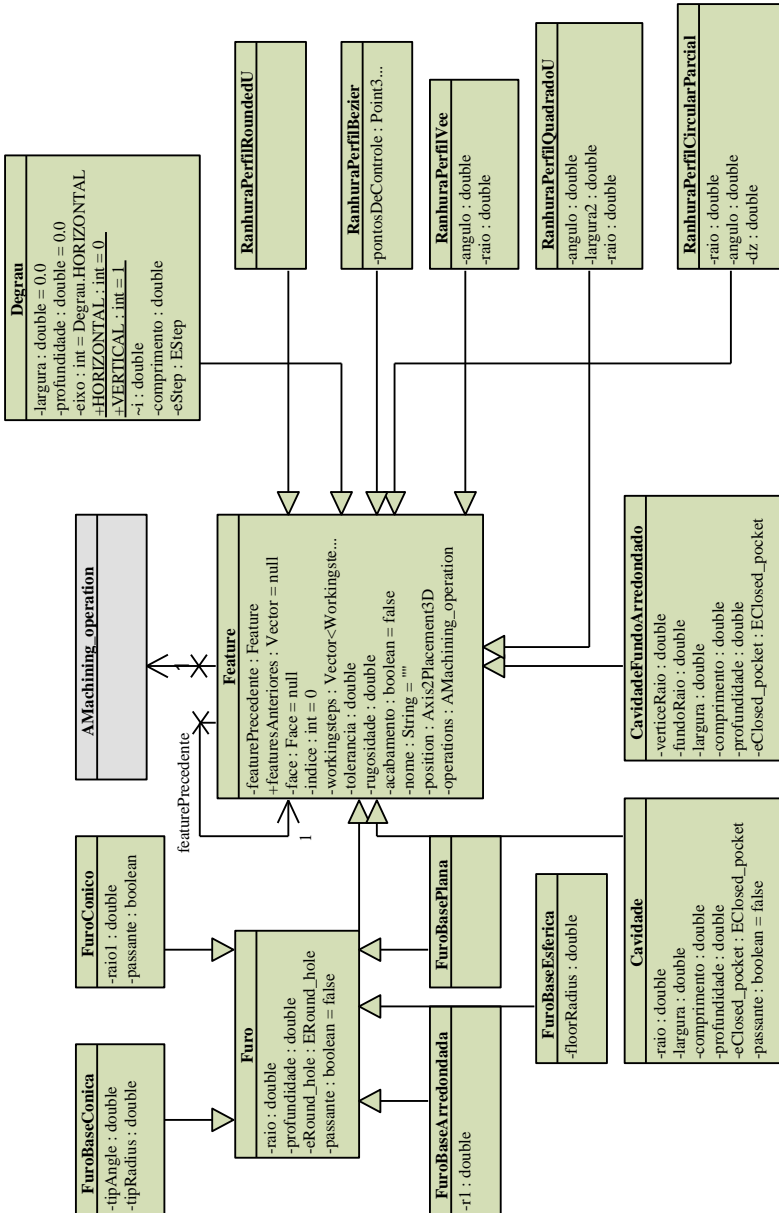 FuroBaseConica
-tipAngle : double
-tipRadius : double
FuroConico
-raio1 : double
-passante : boolean
AMachining_operation
Degrau
-largura : double = 0.0
-profundidade : double = 0.0
-eixo : int = Degrau.HORIZONTAL
+HORIZONTAL : int = 0
+VERTICAL : int = 1
~i : double
-comprimento : double
-eStep : EStep
featurePrecedente
1
1
Furo
-raio : double
-profundidade : double
-eRound_hole : ERound_hole
-passante : boolean = false
Feature
-featurePrecedente : Feature
+featuresAnteriores : Vector = null
-face : Face = null
-indice : int = 0
-workingsteps : Vector<Workingste...
-tolerancia : double
-rugosidade : double
-acabamento : boolean = false
-nome : String = ""
-position : Axis2Placement3D
-operations : AMachining_operation
RanhuraPerfilRoundedU
RanhuraPerfilBezier
-pontosDeControle : Point3...
FuroBaseArredondada
-r1 : double
FuroBasePlana
RanhuraPerfilVee
-angulo : double
-raio : double
FuroBaseEsferica
-floorRadius : double
RanhuraPerfilQuadradoU
-angulo : double
-largura2 : double
-raio : double
Cavidade
-raio : double
-largura : double
-comprimento : double
-profundidade : double
-eClosed_pocket : EClosed_pocket
-passante : boolean = false
CavidadeFundoArredondado
-verticeRaio : double
-fundoRaio : double
-largura : double
-comprimento : double
-profundidade : double
-eClosed_pocket : EClosed_pocket
RanhuraPerfilCircularParcial
-raio : double
-angulo : double
-dz : double